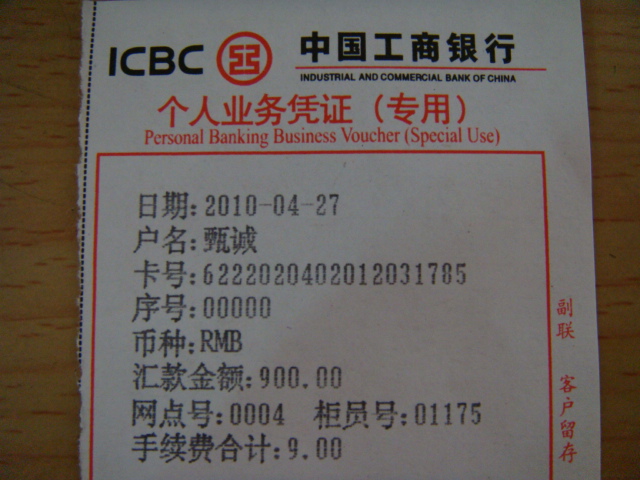 ICBC 中国工商银行
INDUSTRIAL AND COMMERCIAL BANK OF CHINA
个人业务凭证（专用）
Personal Banking Business Voucher (Special Use)
日期:2010-04-27
户名:甄诚
卡号:6222020402012031785
序号:00000
币种:RMB
汇款金额:900.00
网点号:0004 柜员号:01175
手续费合计:9.00
副联 客户留存